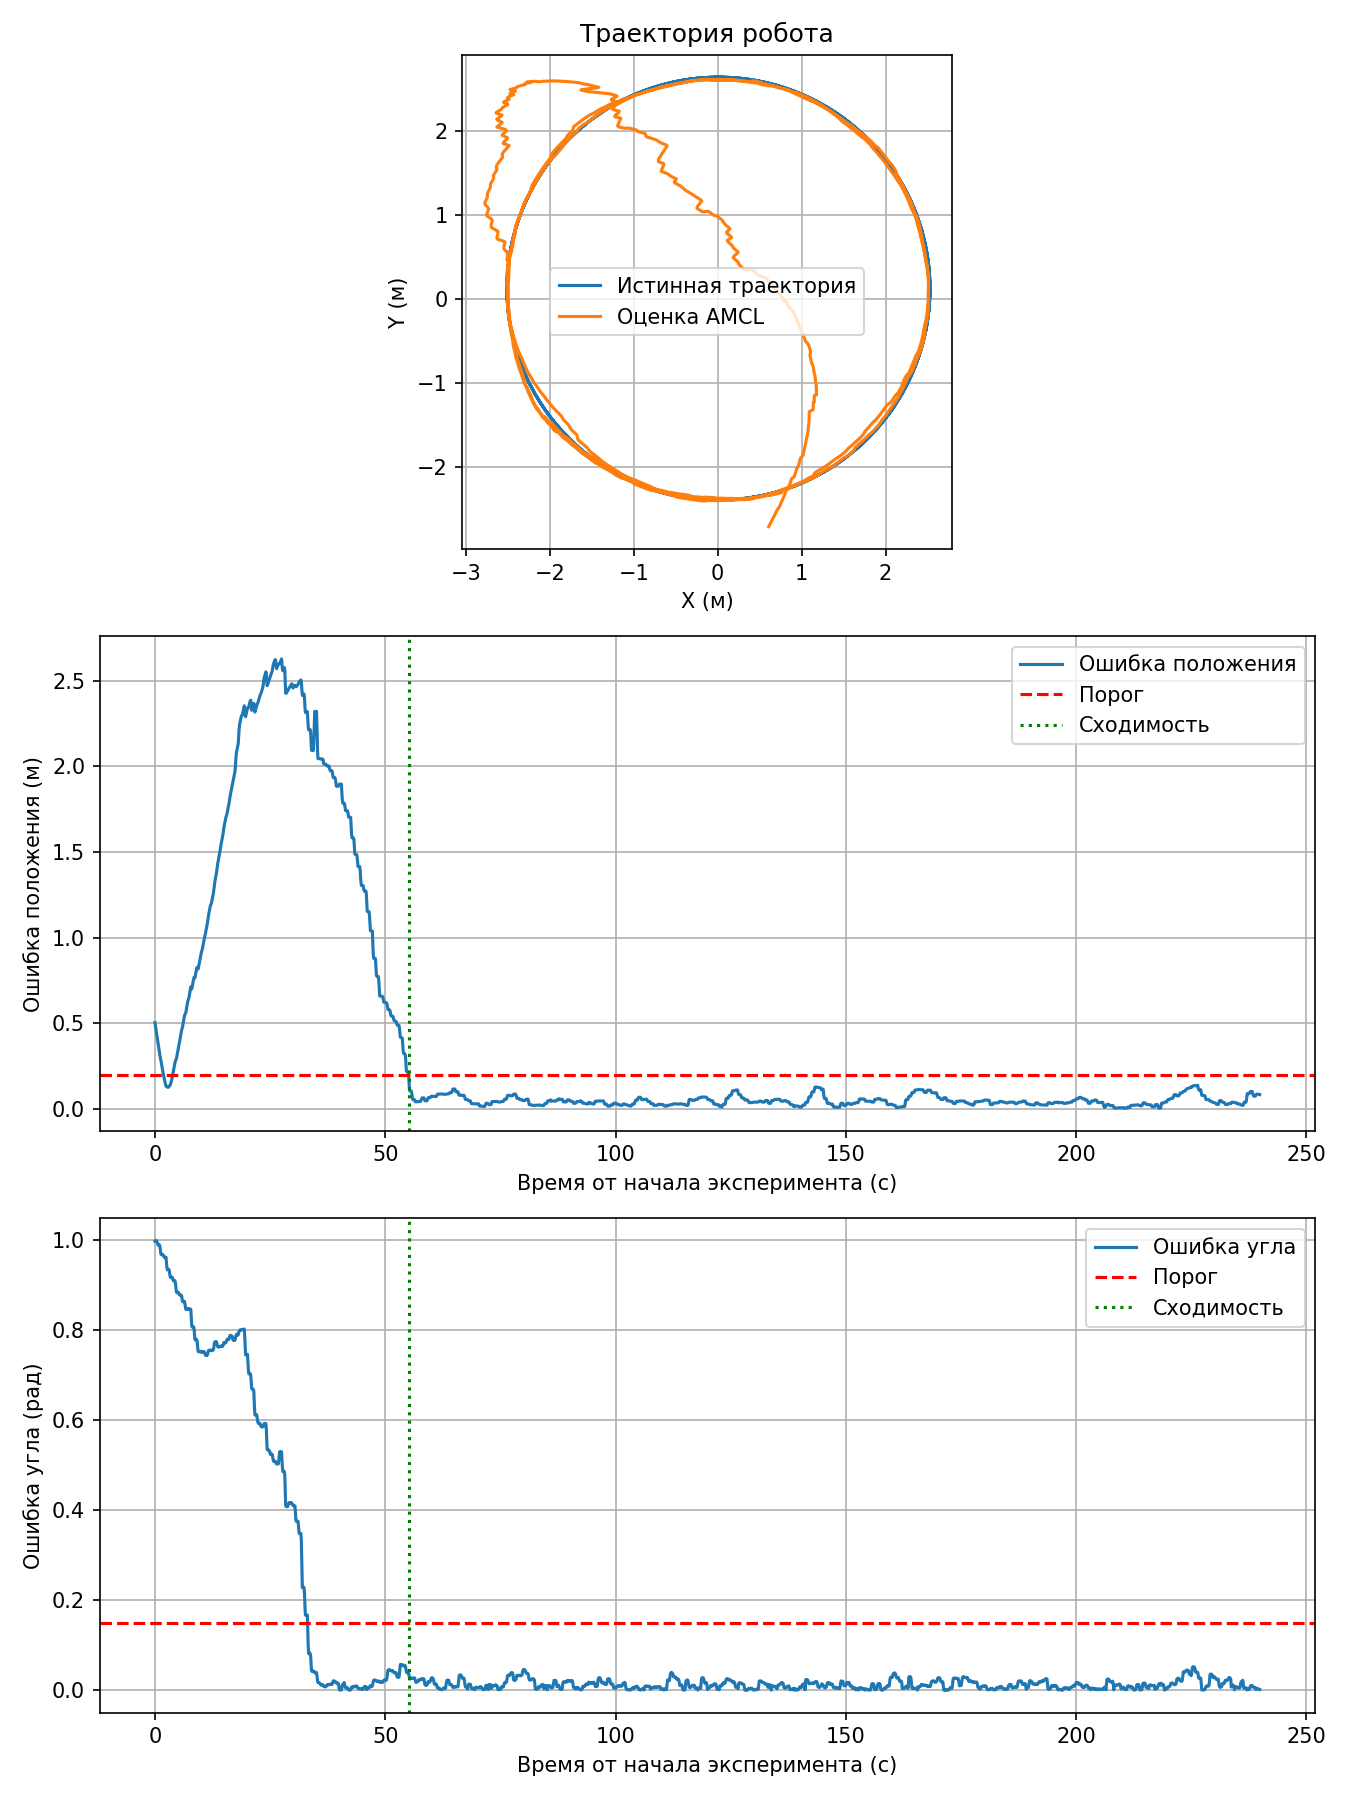 Траектория робота
2
1
0
−1
−2
Y (м)
Истинная траектория
Оценка AMCL
−3 −2 −1 0 1 2
X (м)
2.5
2.0
1.5
1.0
0.5
0.0
Ошибка положения (м)
Ошибка положения
Порог
Сходимость
0 50 100 150 200 250
Время от начала эксперимента (с)
1.0
0.8
0.6
0.4
0.2
0.0
Ошибка угла (рад)
Ошибка угла
Порог
Сходимость
0 50 100 150 200 250
Время от начала эксперимента (с)